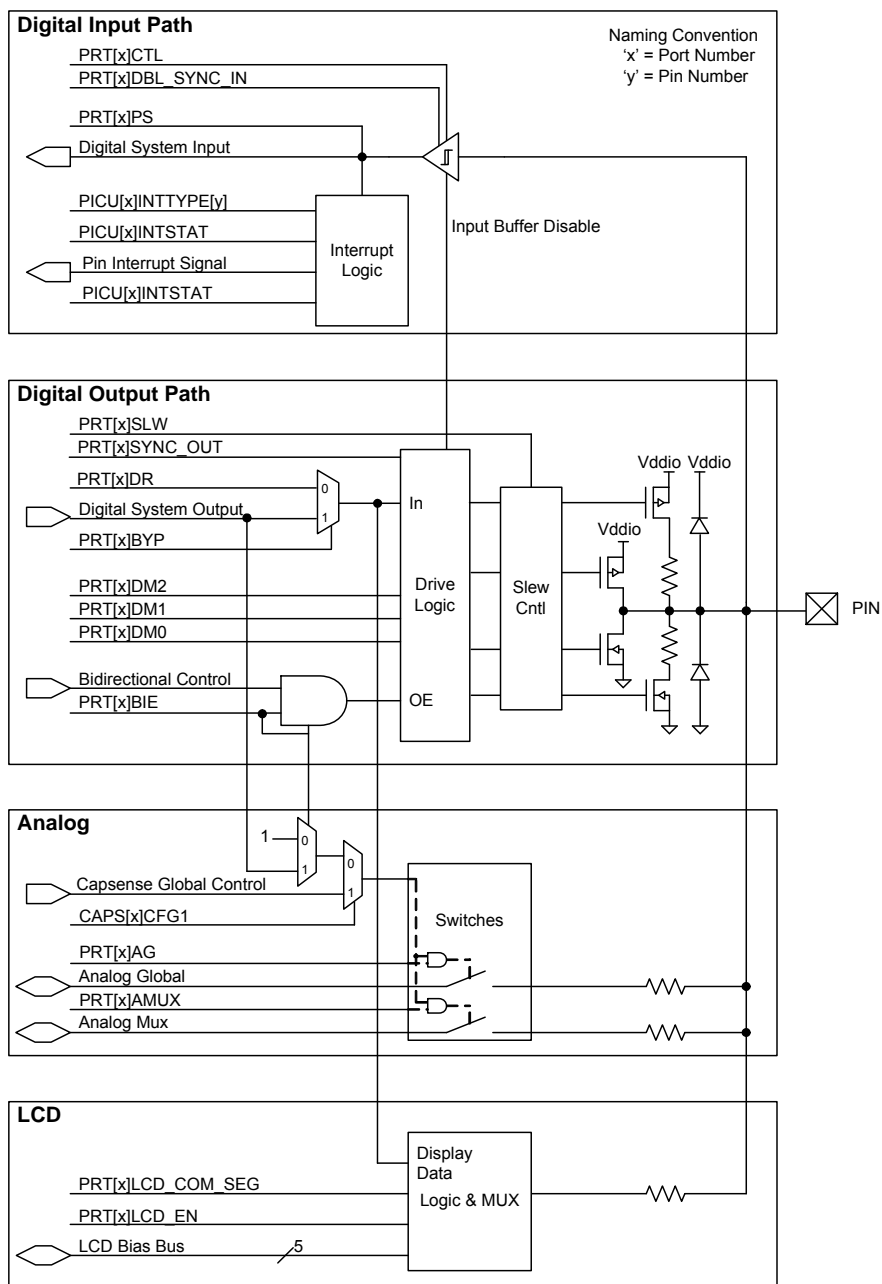 Digital Input Path
Naming Convention
'x' = Port Number
'y' = Pin Number
PRT[x]CTL
PRT[x]DBL_SYNC_IN
PRT[x]PS
Digital System Input
PICU[x]INTTYPE[y]
PICU[x]INTSTAT
Pin Interrupt Signal
PICU[x]INTSTAT
Interrupt
Logic
Input Buffer Disable
Digital Output Path
PRT[x]SLW
PRT[x]SYNC_OUT
PRT[x]DR
Digital System Output
PRT[x]BYP
0
1
PRT[x]DM2
PRT[x]DM1
PRT[x]DM0
Bidirectional Control
PRT[x]BIE
In
Drive
Logic
OE
Slew
Cntl
Vddio Vddio
Vddio
PIN
Analog
1
0
1
0
1
Capsense Global Control
CAPS[x]CFG1
Switches
PRT[x]AG
Analog Global
PRT[x]AMUX
Analog Mux
LCD
Display
Data
Logic & MUX
PRT[x]LCD_COM_SEG
PRT[x]LCD_EN
LCD Bias Bus
5